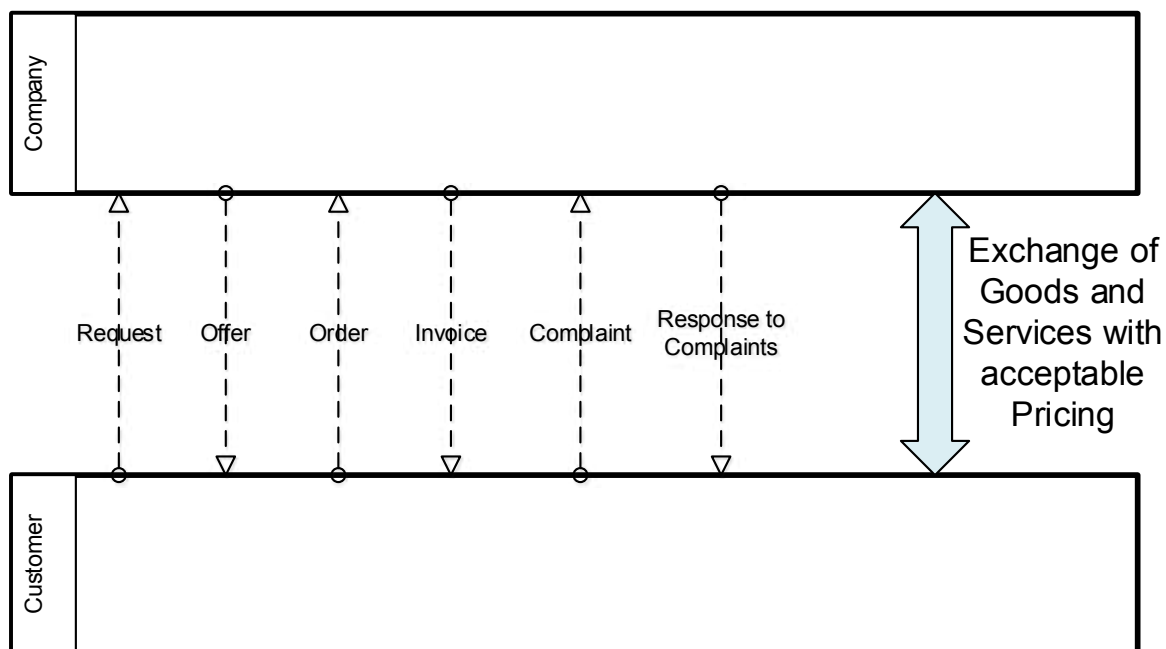 Company
Request
Offer
Order
Invoice
Complaint
Response to
Complaints
Exchange of
Goods and
Services with
acceptable
Pricing
Customer